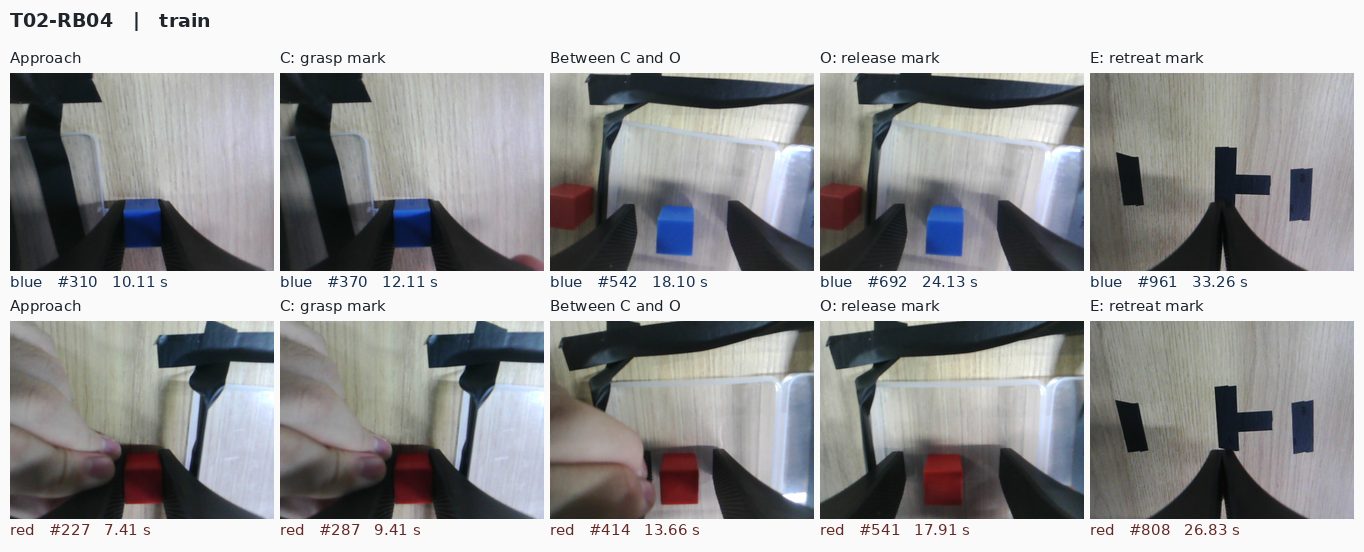 T02-RB04 | train
Approach
C: grasp mark
Between C and O
O: release mark
E: retreat mark
blue #310 10.11 s
blue #370 12.11 s
blue #542 18.10 s
blue #692 24.13 s
blue #961 33.26 s
Approach
C: grasp mark
Between C and O
O: release mark
E: retreat mark
red #227 7.41 s
red #287 9.41 s
red #414 13.66 s
red #541 17.91 s
red #808 26.83 s